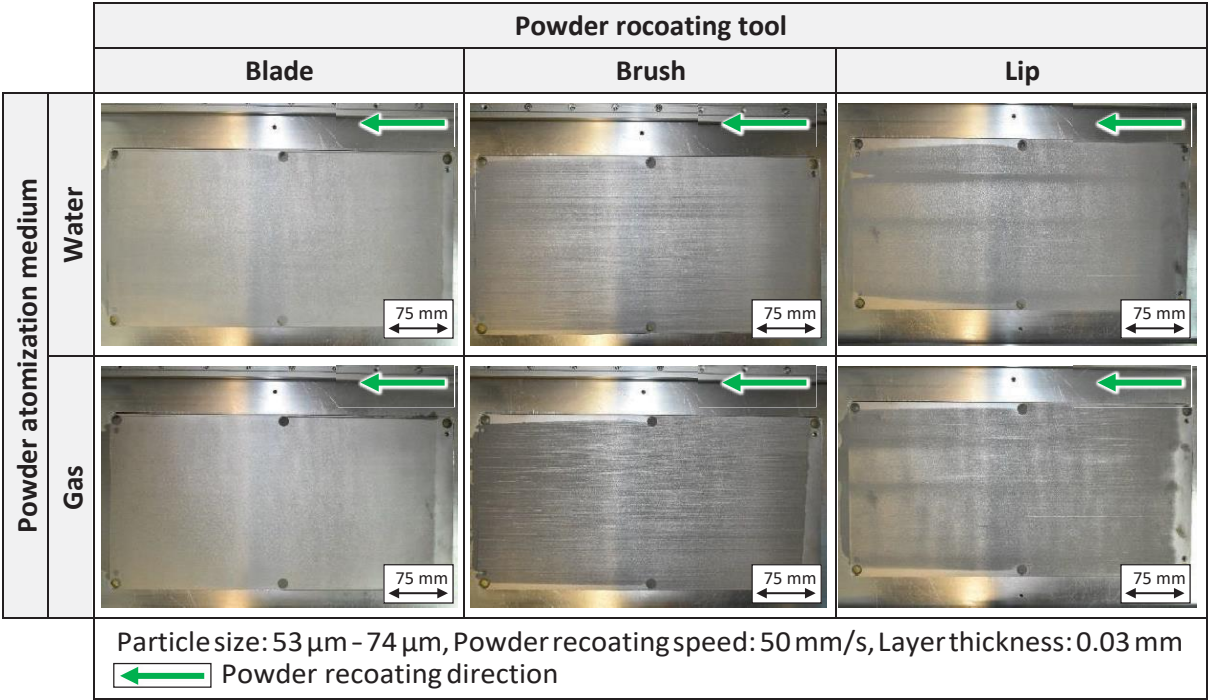 Powder rocoating tool
Blade Brush Lip
Powder atomization medium
Water
75 mm 75 mm 75 mm
Gas
75 mm 75 mm 75 mm
Particle size: 53 µm - 74 µm, Powder recoating speed: 50 mm/s, Layer thickness: 0.03 mm
Powder recoating direction